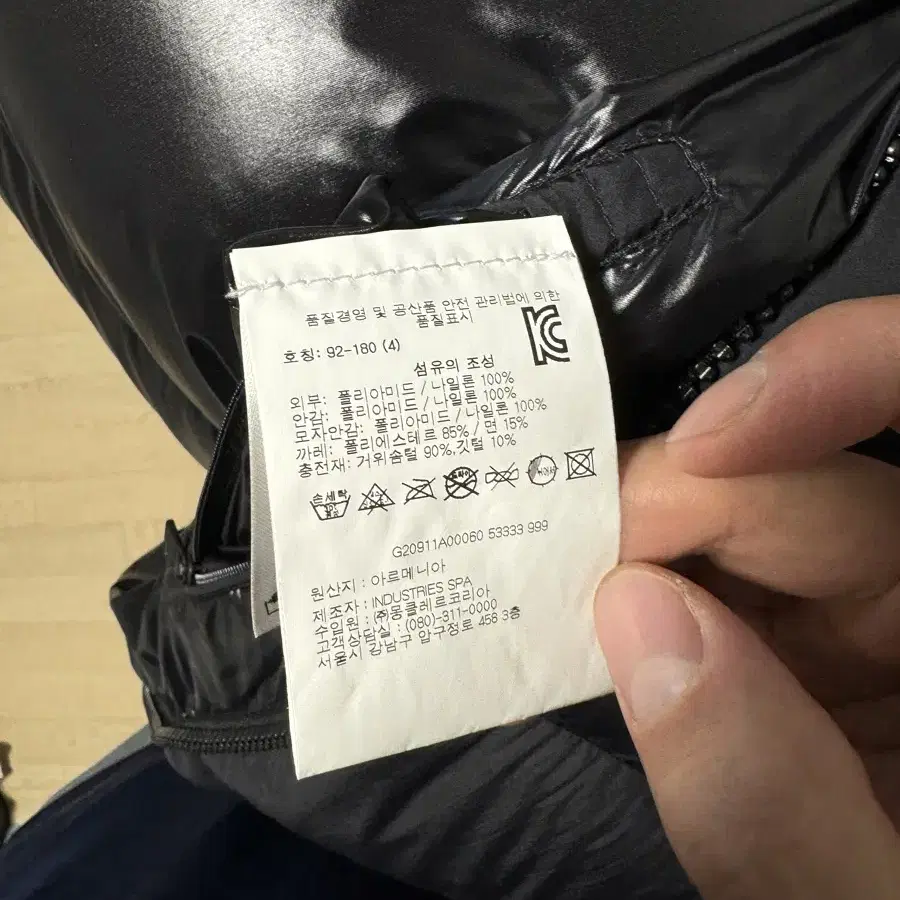 품질경영 및 공산품 안전 관리법에 의한
품질표시
호칭: 92-180 (4)
섬유의 조성
외부: 폴리아미드 / 나일론 100%
안감: 폴리아미드 / 나일론 100%
모자안감: 폴리아미드 / 나일론 100%
까레: 폴리에스테르 85% / 면 15%
충전재: 거위솜털 90%,깃털 10%
손세탁
G20911A00060 53333 999
원산지 : 아르메니아
제조자 : INDUSTRIES SPA
수입원 : (주)몽클레르코리아
고객상담실 : (080)-311-0000
서울시 강남구 압구정로 456 3층